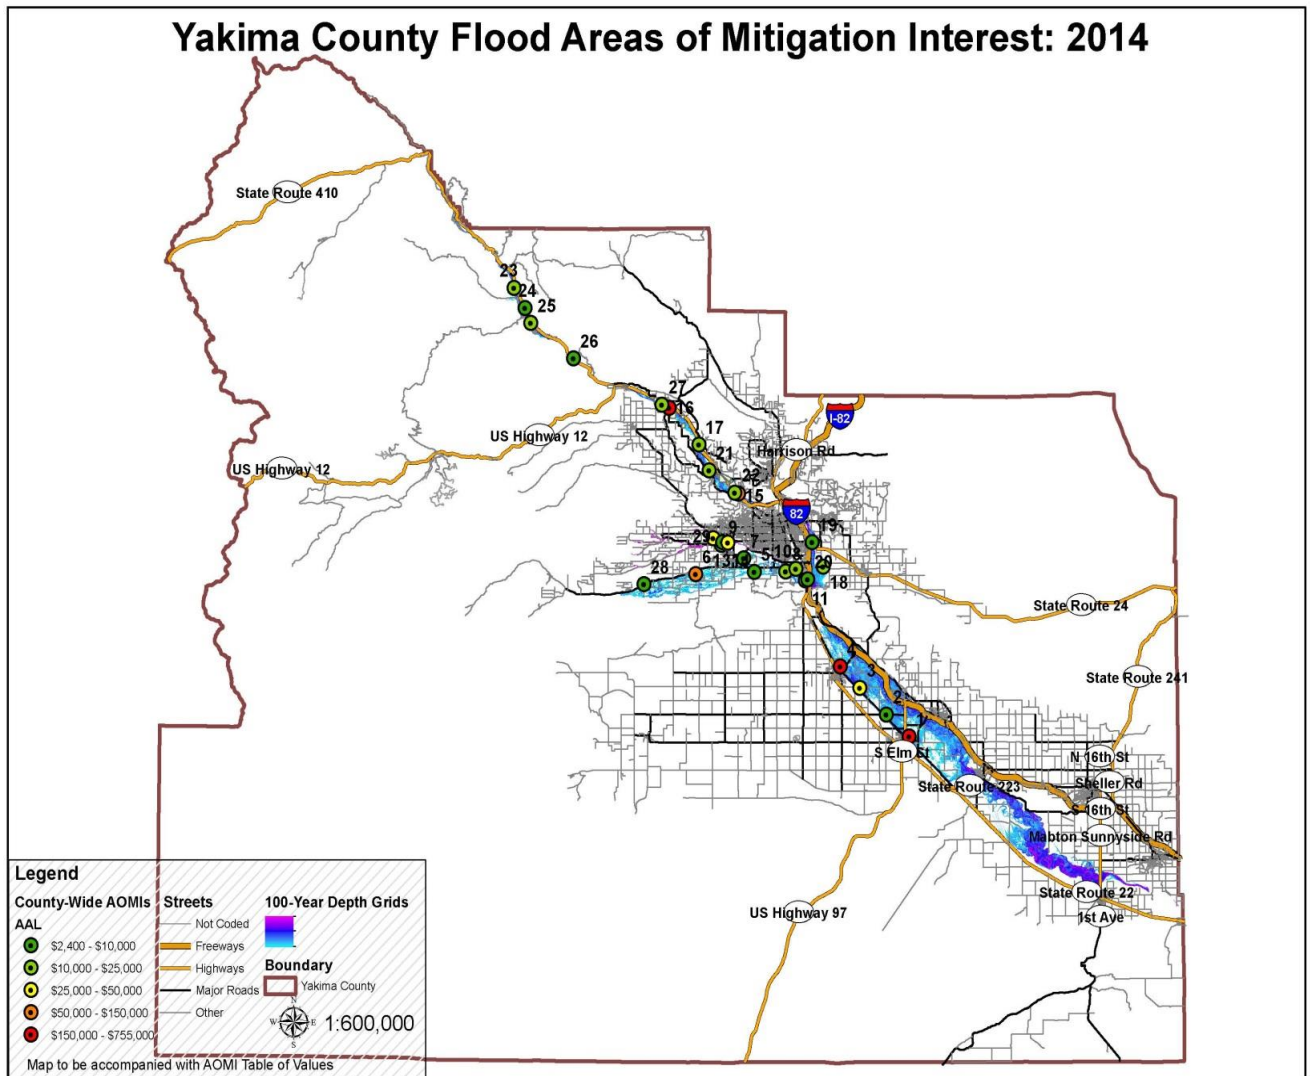 Yakima County Flood Areas of Mitigation Interest: 2014
State Route 410
23
24
25
26
27
16
US Highway 12
17
I-82
US Highway 12
21
Harrison Rd
22
15
82
9
19
29
7
6
13
5
10
8
20
28
18
11
State Route 24
4
3
State Route 241
2
S Elm St
N 16th St
State Route 223
Sheller Rd
S 16th St
Mabton Sunnyside Rd
State Route 22
US Highway 97
1st Ave
Legend
County-Wide AOMIs
AAL
$2,400 - $10,000
$10,000 - $25,000
$25,000 - $50,000
$50,000 - $150,000
$150,000 - $755,000
Streets
Not Coded
Freeways
Highways
Major Roads
Other
100-Year Depth Grids
Boundary
Yakima County
N
W E
S
1:600,000
Map to be accompanied with AOMI Table of Values